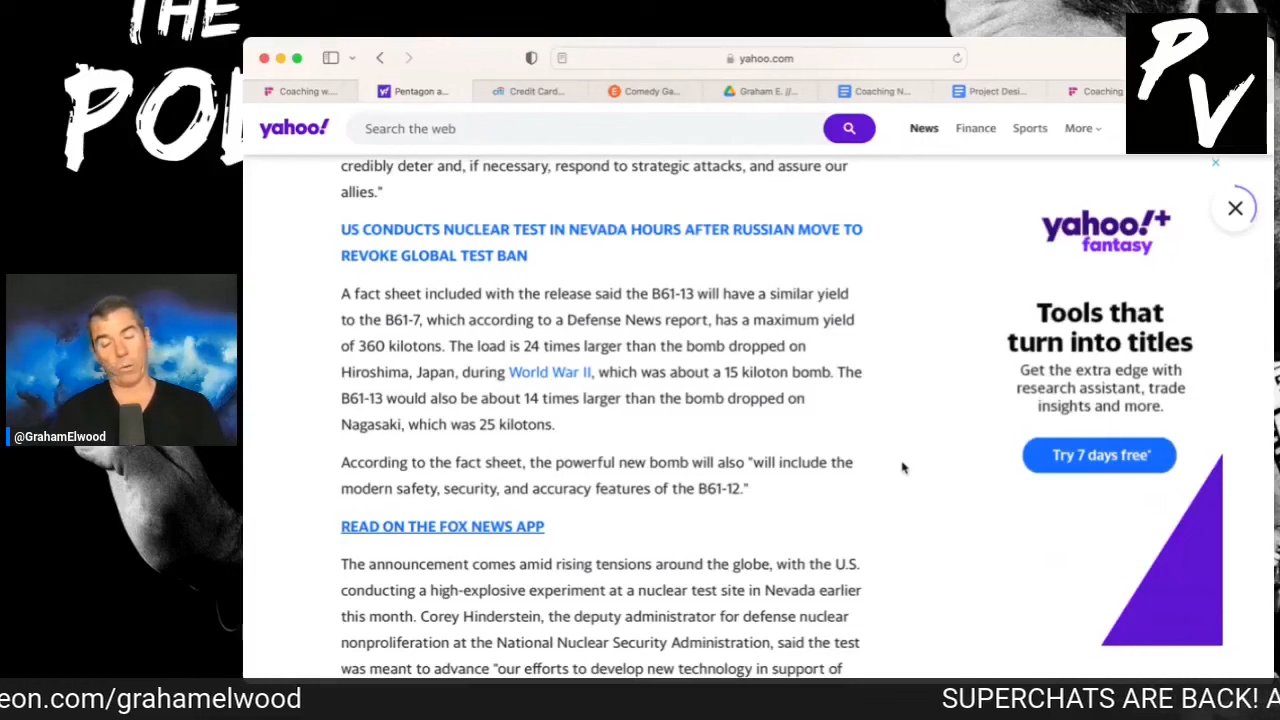 THE
PO
PV
yahoo.com
Coaching w....
Pentagon a...
citi Credit Card...
Comedy Ga...
Graham E. //...
Coaching N...
Project Desi...
Coaching
yahoo!
Search the web
News
Finance
Sports
More
credibly deter and, if necessary, respond to strategic attacks, and assure our
allies."
US CONDUCTS NUCLEAR TEST IN NEVADA HOURS AFTER RUSSIAN MOVE TO
REVOKE GLOBAL TEST BAN
A fact sheet included with the release said the B61-13 will have a similar yield
to the B61-7, which according to a Defense News report, has a maximum yield
of 360 kilotons. The load is 24 times larger than the bomb dropped on
Hiroshima, Japan, during World War II, which was about a 15 kiloton bomb. The
B61-13 would also be about 14 times larger than the bomb dropped on
Nagasaki, which was 25 kilotons.
According to the fact sheet, the powerful new bomb will also "will include the
modern safety, security, and accuracy features of the B61-12."
READ ON THE FOX NEWS APP
The announcement comes amid rising tensions around the globe, with the U.S.
conducting a high-explosive experiment at a nuclear test site in Nevada earlier
this month. Corey Hinderstein, the deputy administrator for defense nuclear
nonproliferation at the National Nuclear Security Administration, said the test
was meant to advance "our efforts to develop new technology in support of
yahoo!+
fantasy
Tools that
turn into titles
Get the extra edge with
research assistant, trade
insights and more.
Try 7 days free*
@GrahamElwood
eon.com/grahamelwood
SUPERCHATS ARE BACK! A